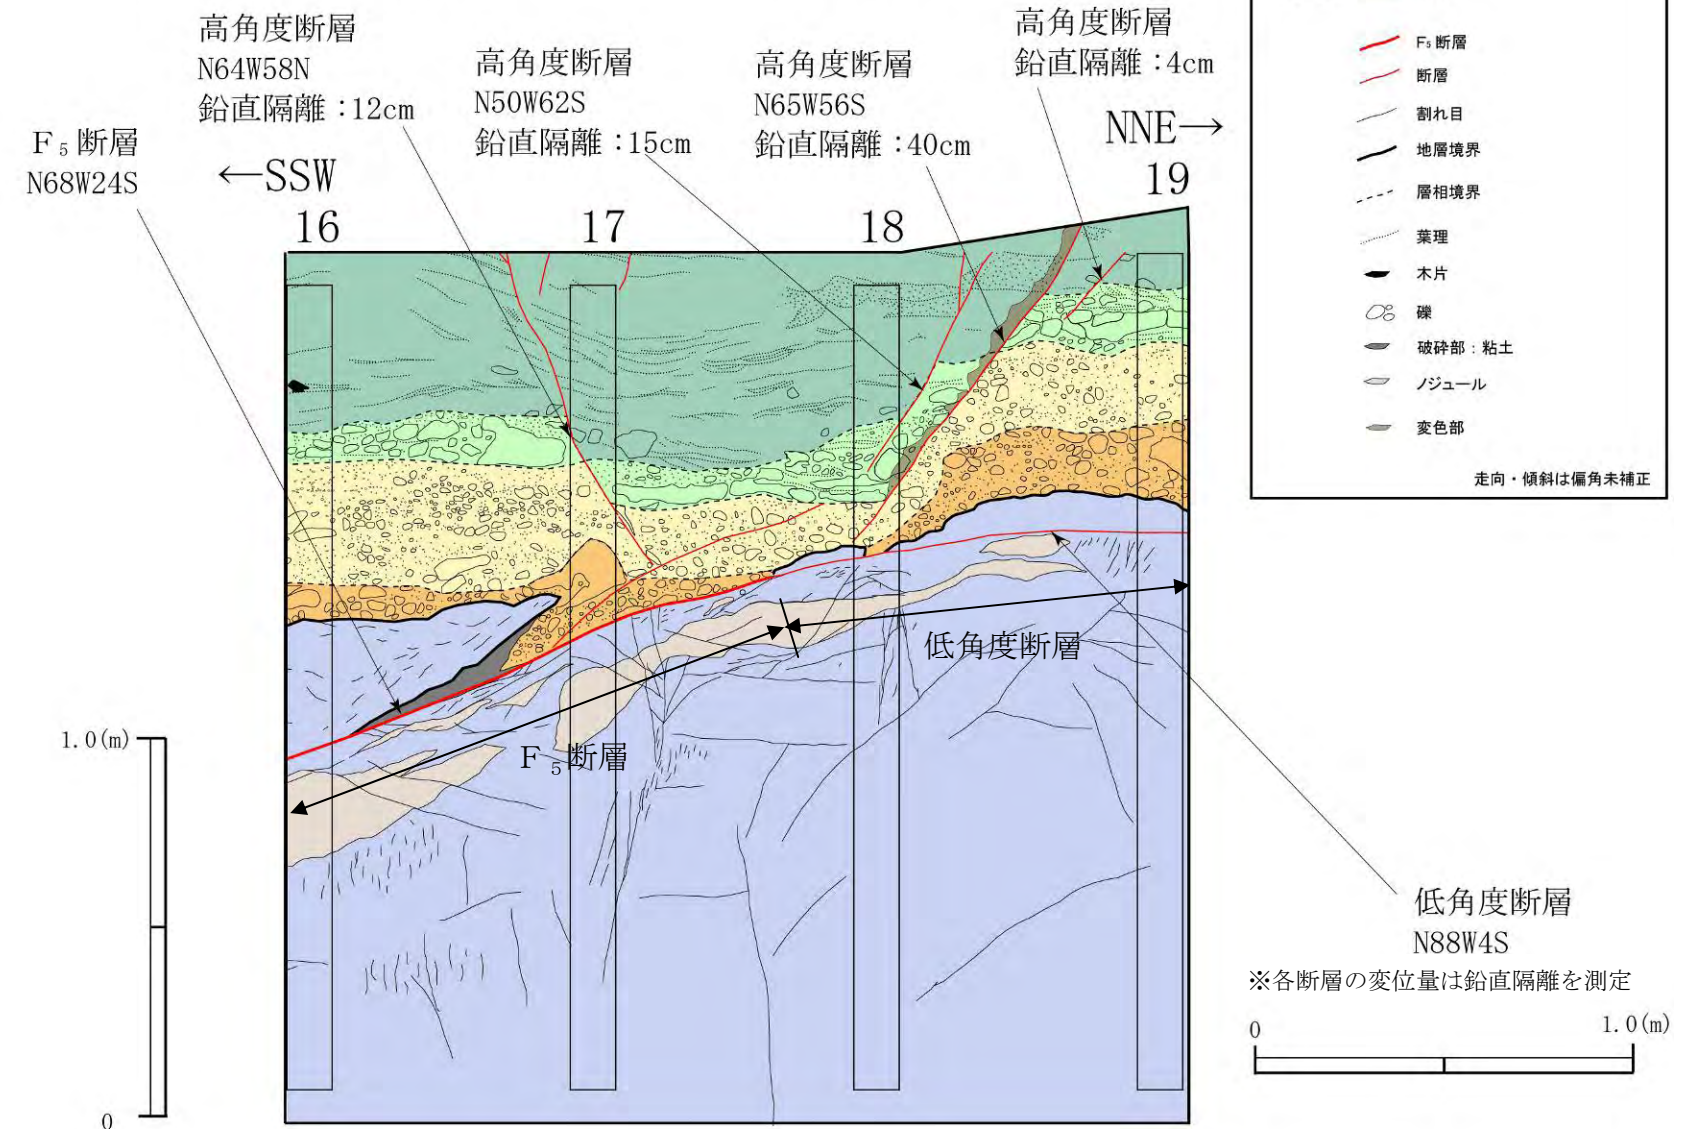 高角度断層
N64W58N
鉛直隔離：12cm
高角度断層
N50W62S
鉛直隔離：15cm
高角度断層
N65W56S
鉛直隔離：40cm
高角度断層
鉛直隔離：4cm
F₅断層
N68W24S
←SSW
NNE→
16
17
18
19
F₅断層
断層
割れ目
地層境界
層相境界
葉理
木片
礫
破砕部：粘土
ノジュール
変色部
走向・傾斜は偏角未補正
低角度断層
F₅断層
1.0(m)
0
低角度断層
N88W4S
※各断層の変位量は鉛直隔離を測定
0
1.0(m)